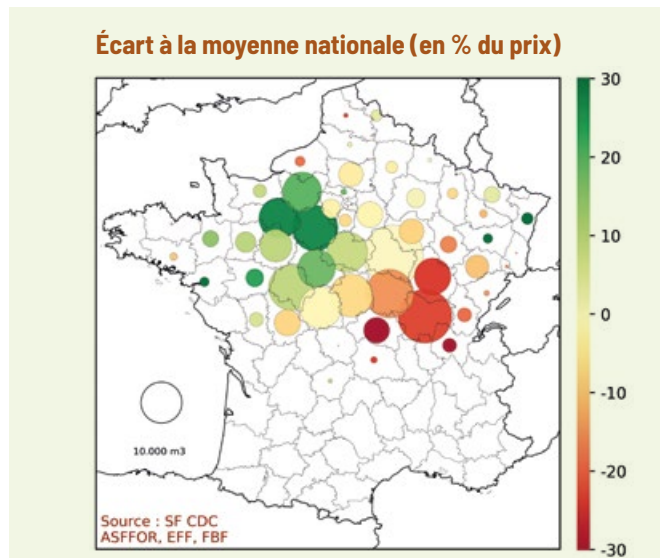 Écart à la moyenne nationale (en % du prix)
30
20
10
0
-10
-20
-30
10.000 m3
Source : SF CDC
ASFFOR, EFF, FBF